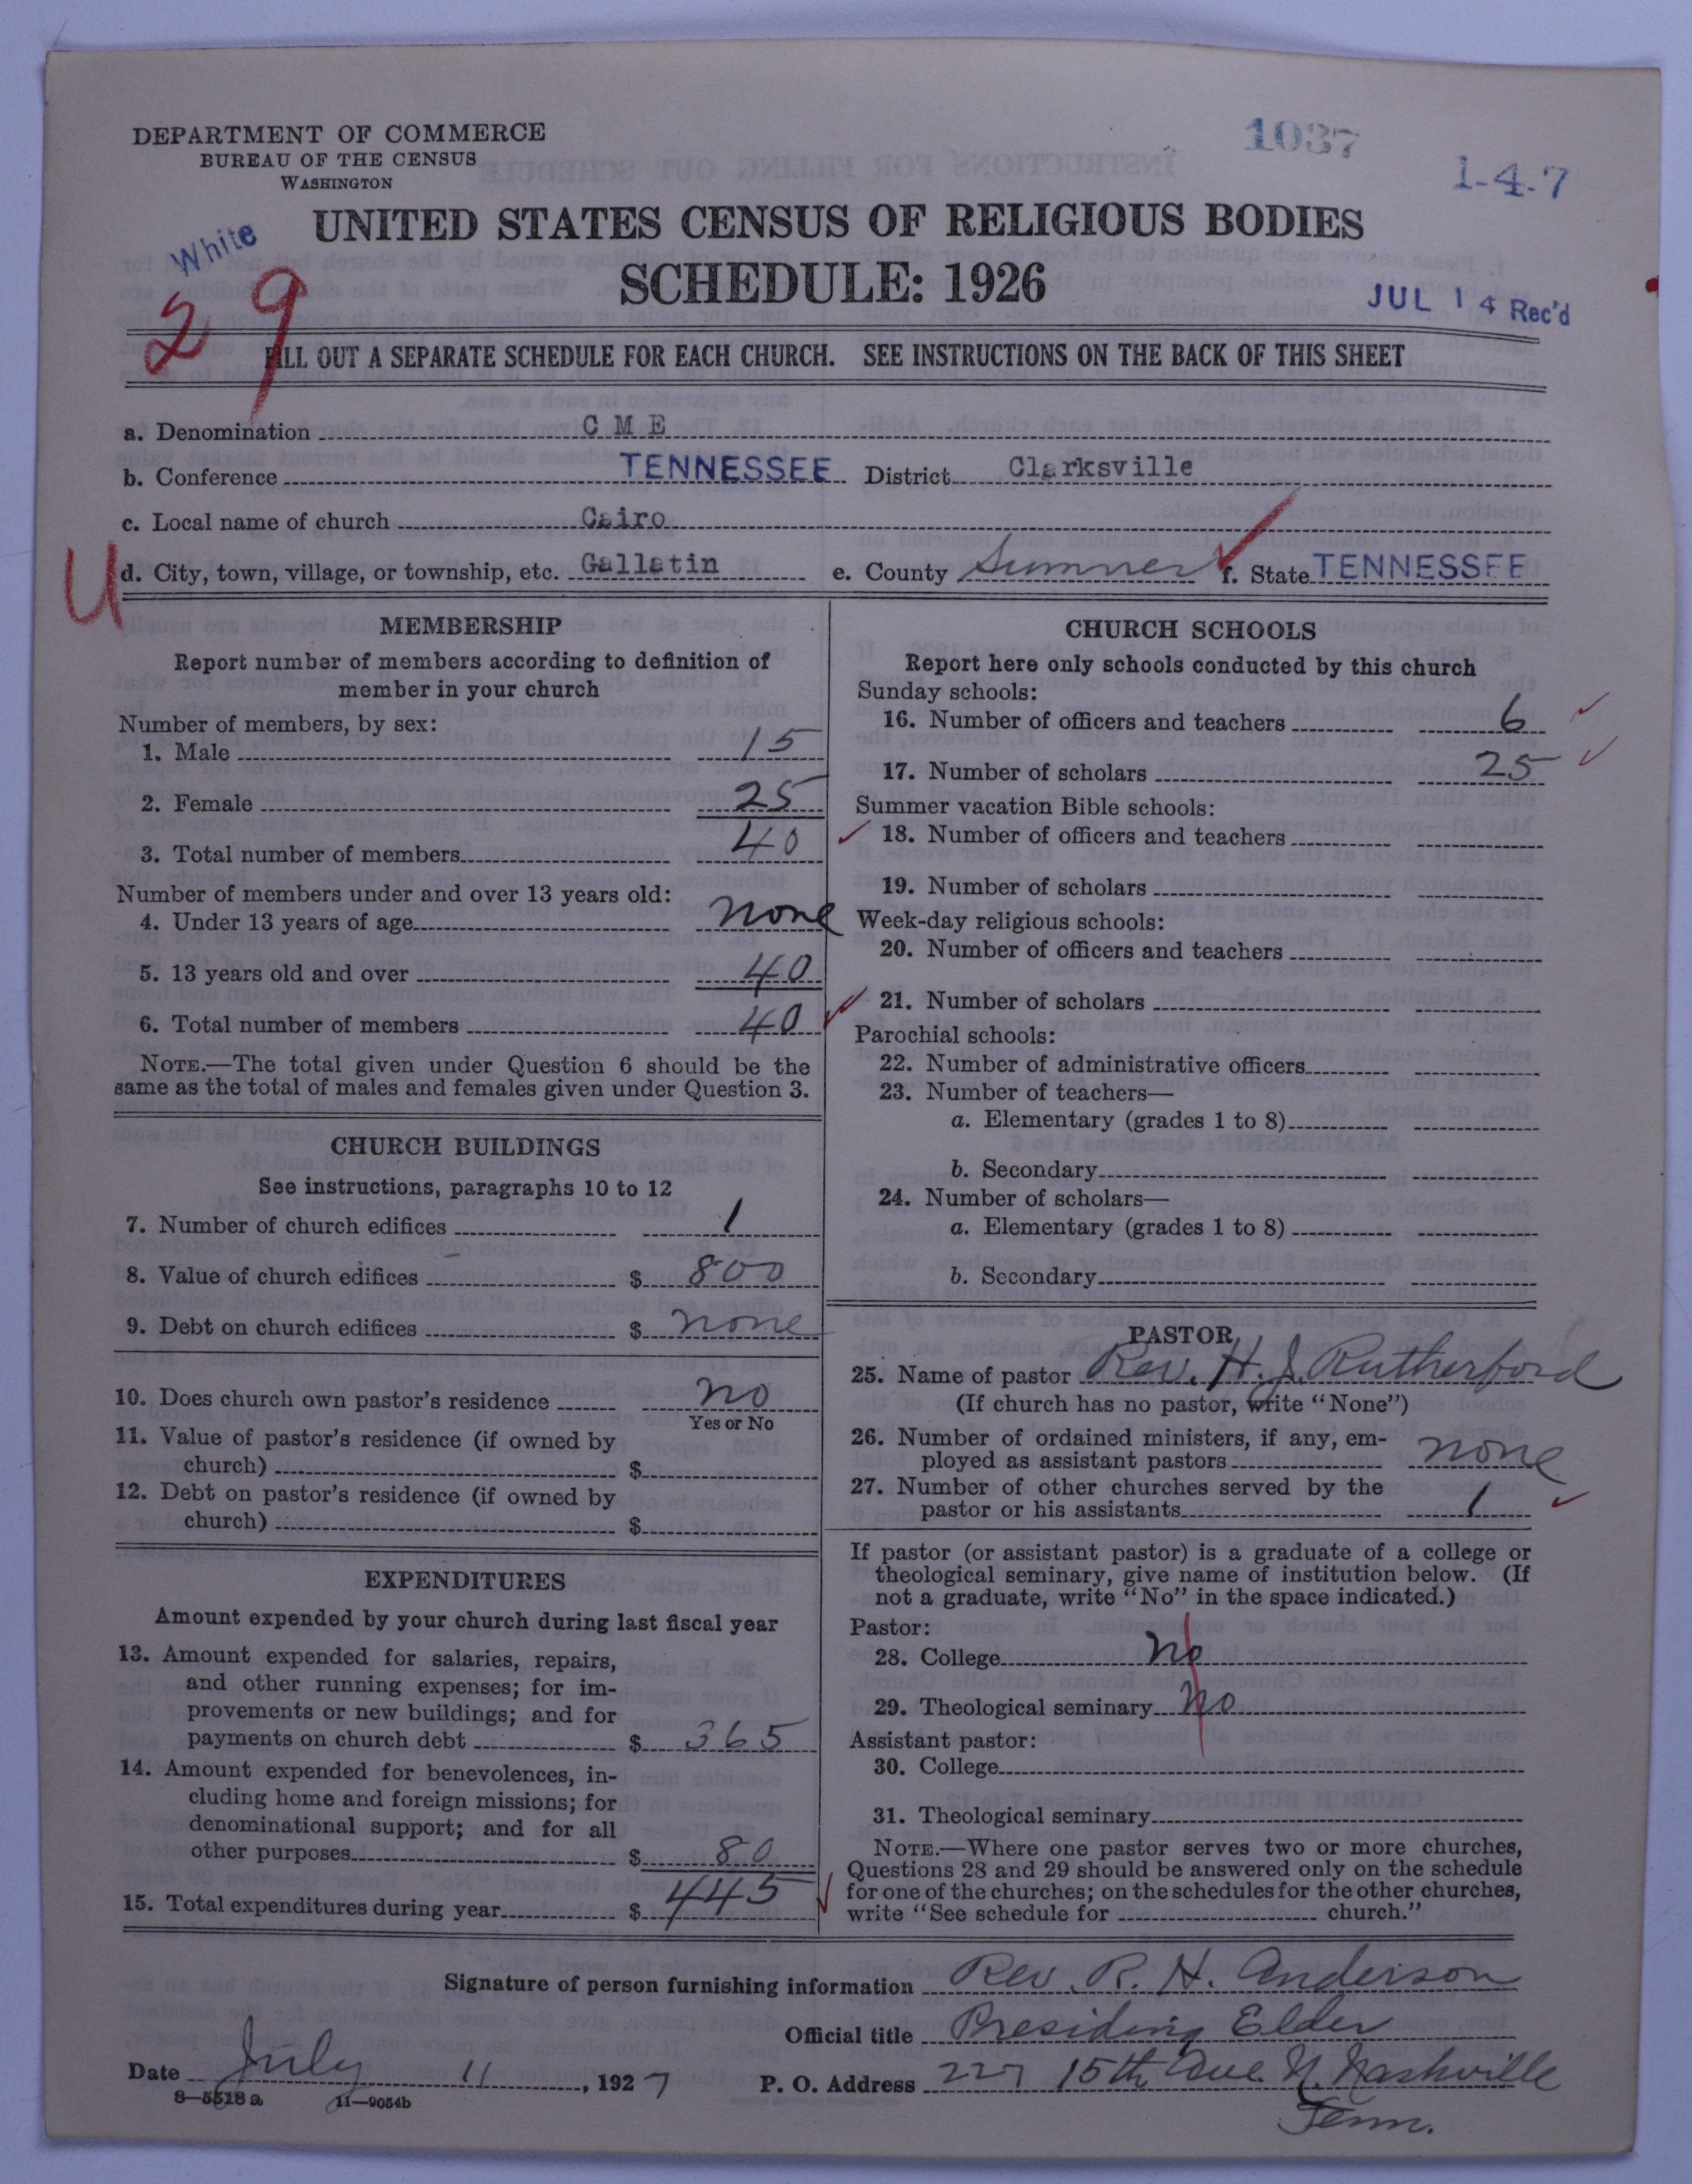 DEPARTMENT OF COMMERCE
BUREAU OF THE CENSUS
WASHINGTON
1037
1-4-7
UNITED STATES CENSUS OF RELIGIOUS BODIES
White
SCHEDULE: 1926
29
JUL 14 Rec'd
FILL OUT A SEPARATE SCHEDULE FOR EACH CHURCH. SEE INSTRUCTIONS ON THE BACK OF THIS SHEET
a. Denomination C M E
b. Conference TENNESSEE District Clarksville
c. Local name of church Cairo
U
d. City, town, village, or township, etc. Gallatin e. County Sumner f. State TENNESSEE
MEMBERSHIP
Report number of members according to definition of
member in your church
Number of members, by sex:
1. Male 15
2. Female 25
3. Total number of members 40
Number of members under and over 13 years old:
4. Under 13 years of age none
5. 13 years old and over 40
6. Total number of members 40
NOTE.—The total given under Question 6 should be the
same as the total of males and females given under Question 3.
CHURCH BUILDINGS
See instructions, paragraphs 10 to 12
7. Number of church edifices 1
8. Value of church edifices $ 800
9. Debt on church edifices $ none
10. Does church own pastor's residence no
Yes or No
11. Value of pastor's residence (if owned by
church) $
12. Debt on pastor's residence (if owned by
church) $
EXPENDITURES
Amount expended by your church during last fiscal year
13. Amount expended for salaries, repairs,
and other running expenses; for im-
provements or new buildings; and for
payments on church debt $ 365
14. Amount expended for benevolences, in-
cluding home and foreign missions; for
denominational support; and for all
other purposes $ 80
15. Total expenditures during year $ 445
CHURCH SCHOOLS
Report here only schools conducted by this church
Sunday schools:
16. Number of officers and teachers 6
17. Number of scholars 25
Summer vacation Bible schools:
18. Number of officers and teachers
19. Number of scholars
Week-day religious schools:
20. Number of officers and teachers
21. Number of scholars
Parochial schools:
22. Number of administrative officers
23. Number of teachers—
a. Elementary (grades 1 to 8)
b. Secondary
24. Number of scholars—
a. Elementary (grades 1 to 8)
b. Secondary
PASTOR
25. Name of pastor Rev. H. J. Rutherford
(If church has no pastor, write "None")
26. Number of ordained ministers, if any, em-
ployed as assistant pastors none
27. Number of other churches served by the
pastor or his assistants 1
If pastor (or assistant pastor) is a graduate of a college or
theological seminary, give name of institution below. (If
not a graduate, write "No" in the space indicated.)
Pastor:
28. College no
29. Theological seminary no
Assistant pastor:
30. College
31. Theological seminary
NOTE.—Where one pastor serves two or more churches,
Questions 28 and 29 should be answered only on the schedule
for one of the churches; on the schedules for the other churches,
write "See schedule for church."
Signature of person furnishing information Rev. R. H. Anderson
Official title Presiding Elder
Date July 11, 1927 P. O. Address 227 15th Ave. N. Nashville
Tenn.
8—5518 a 11—9054b